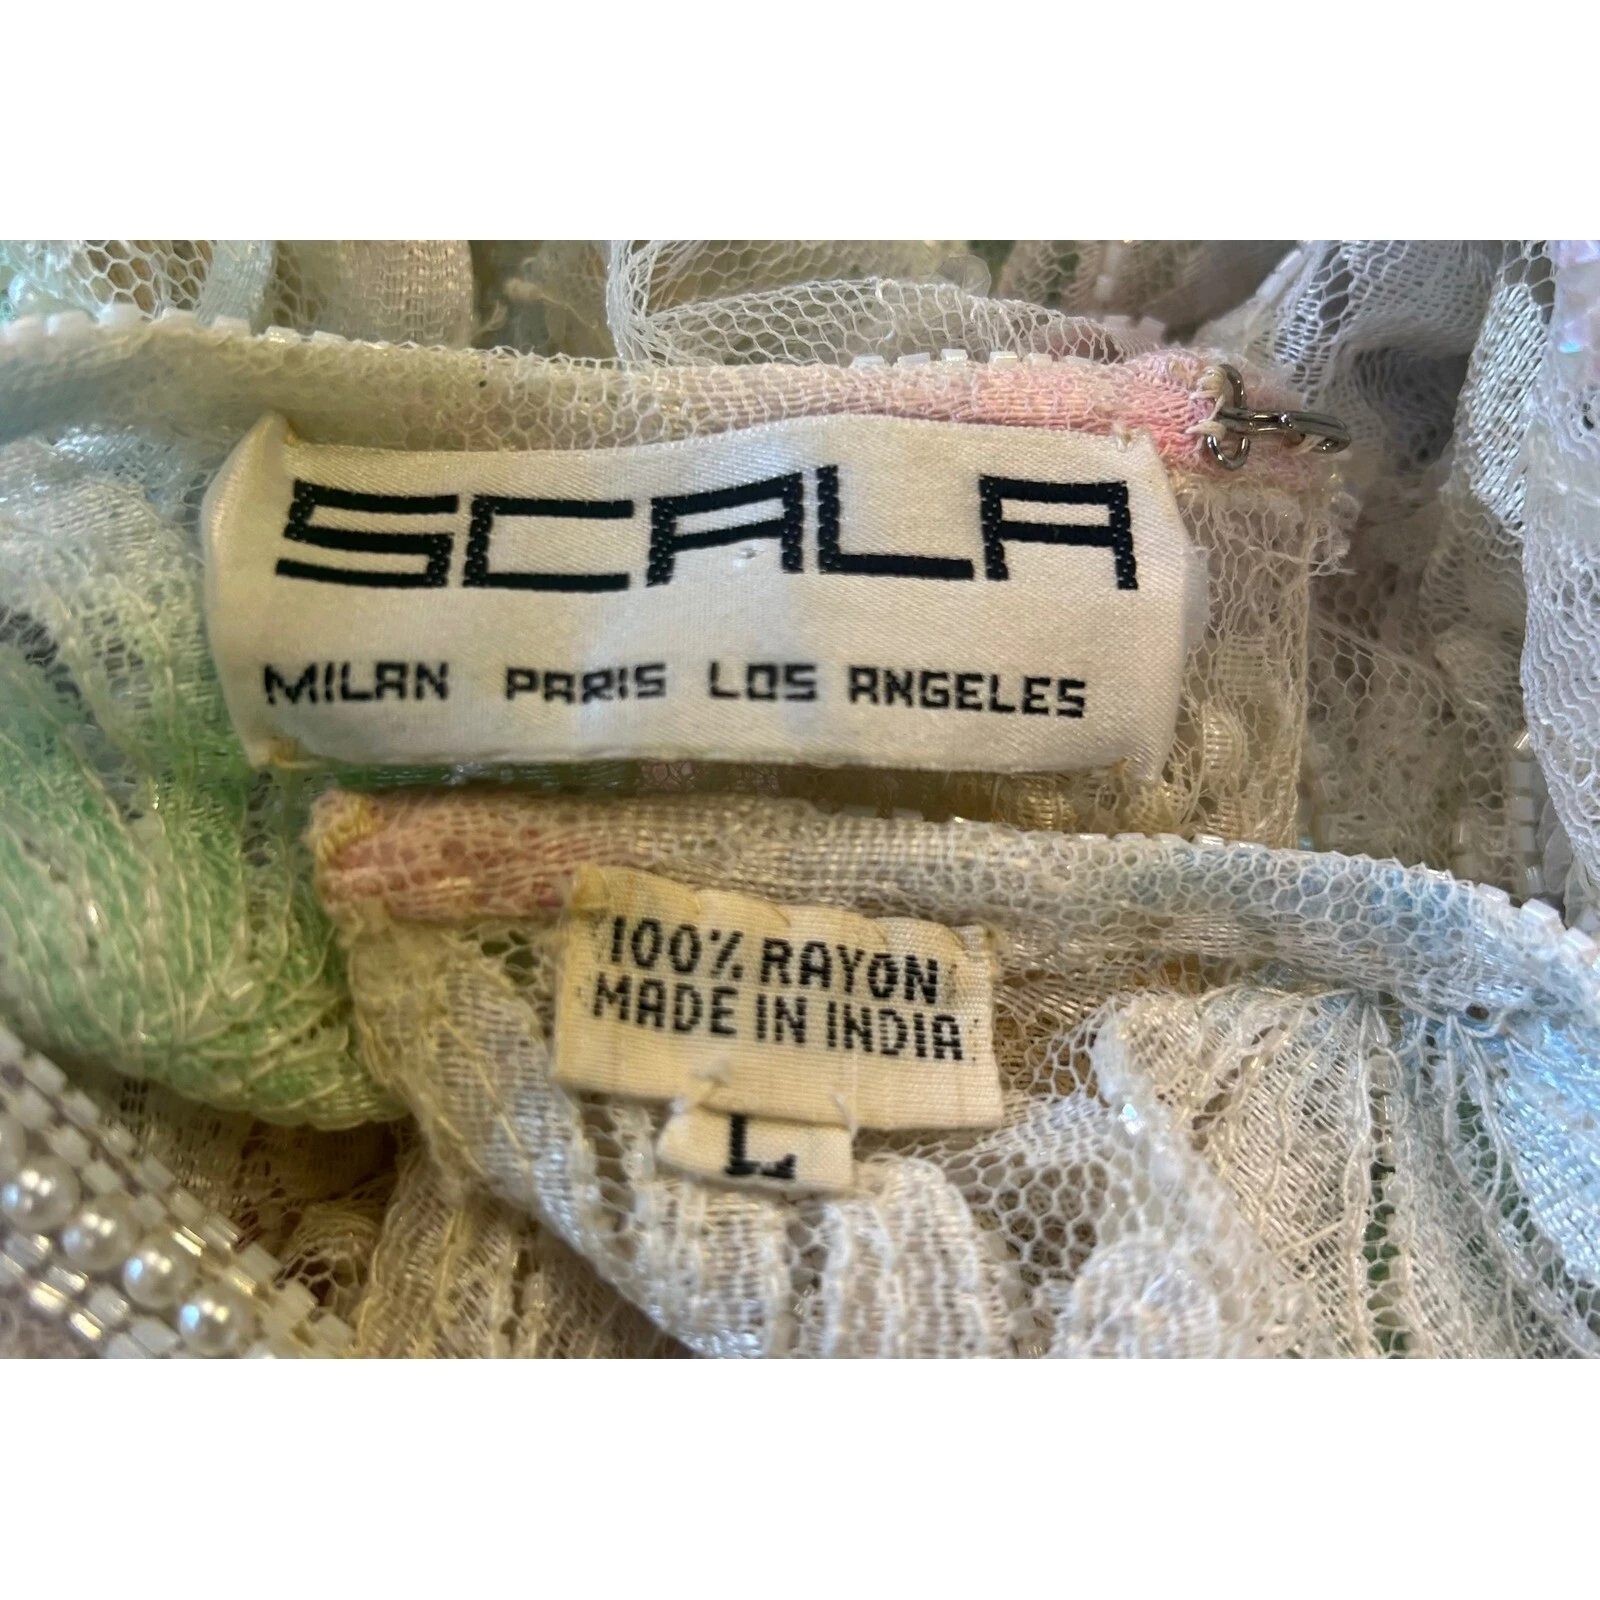 SCALA
MILAN PARIS LOS ANGELES
100% RAYON
MADE IN INDIA
L